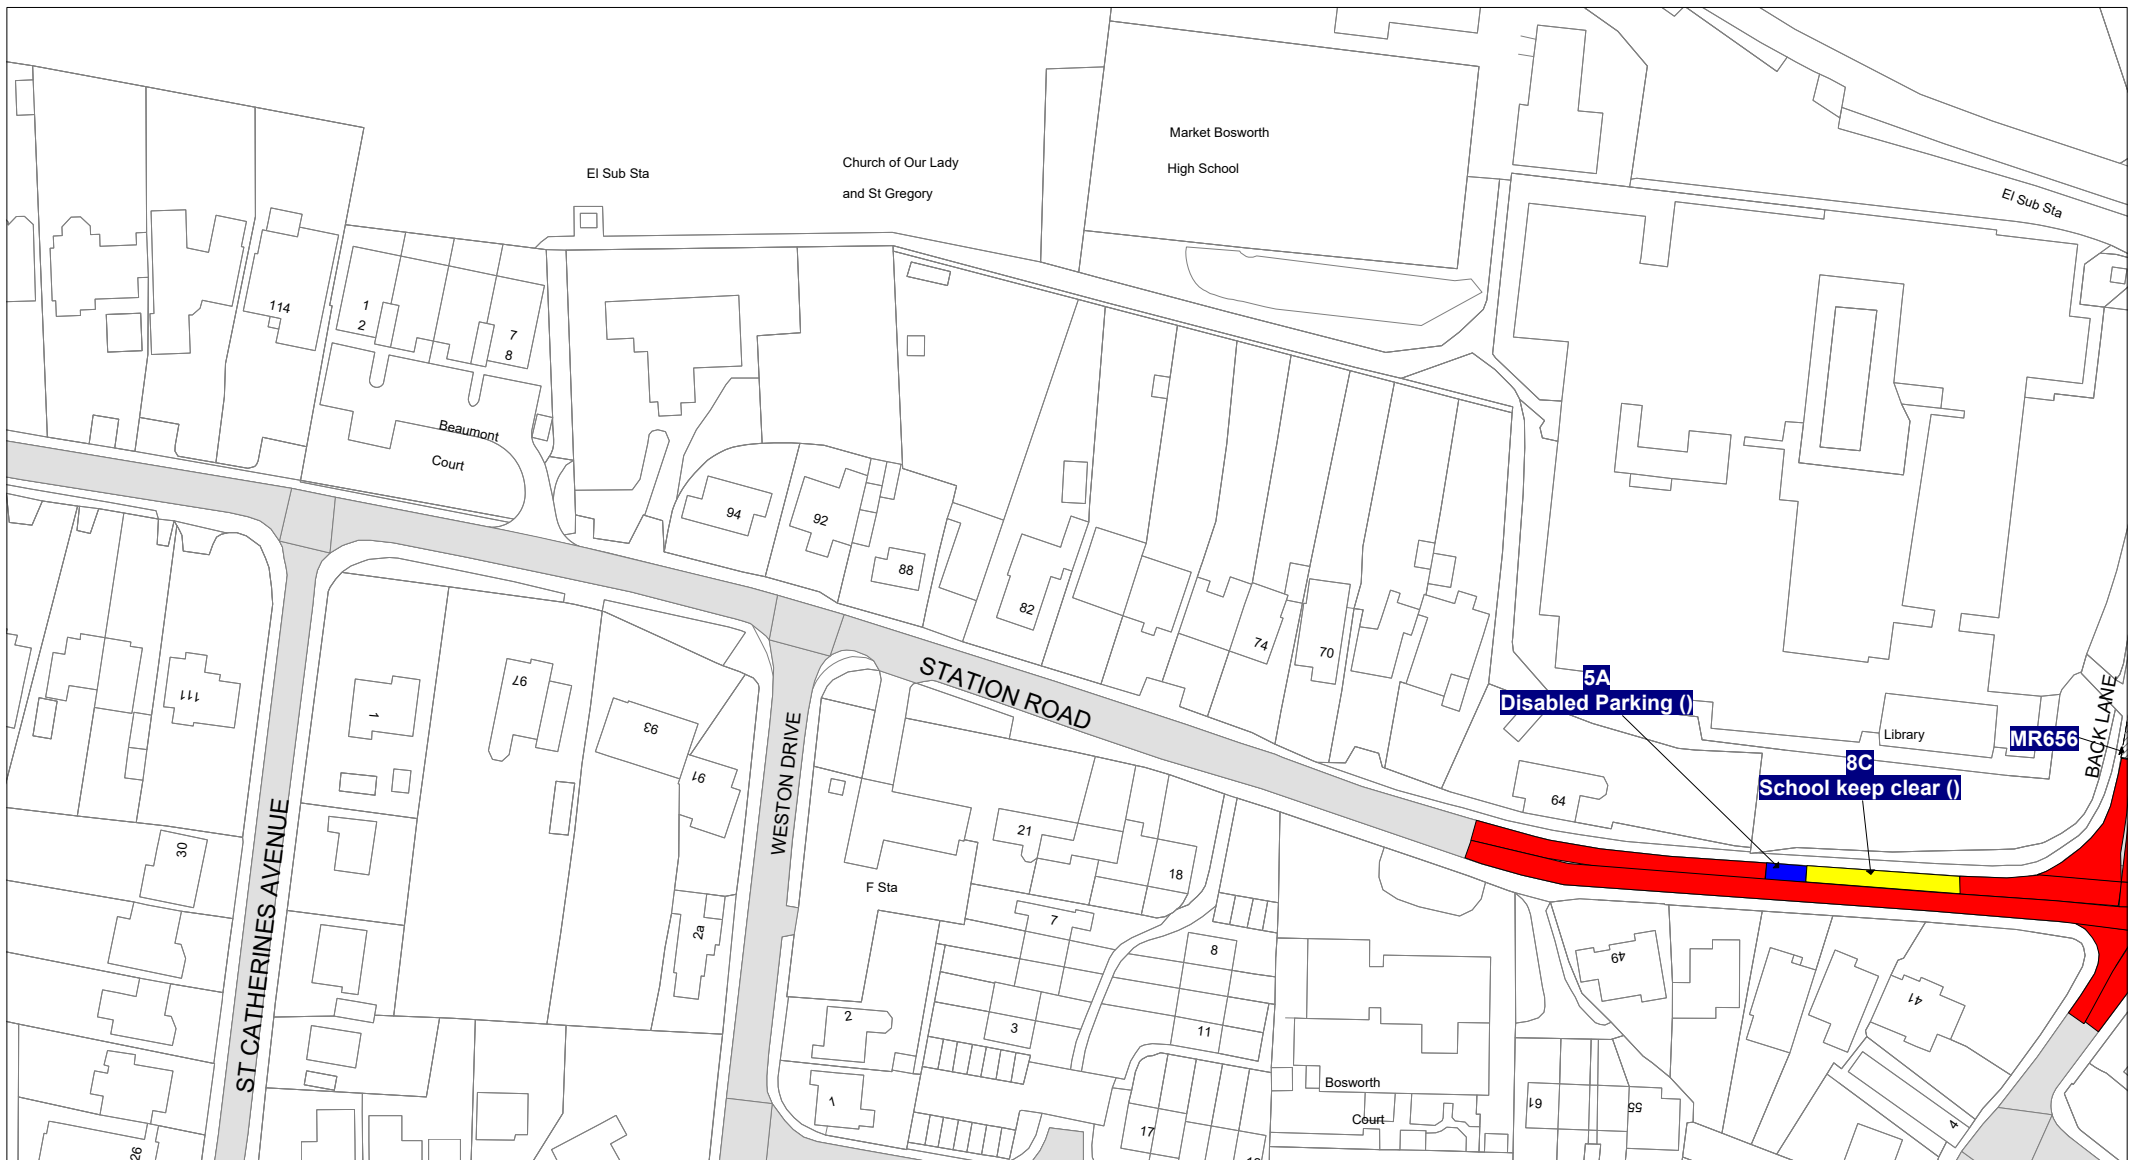 Market Bosworth
High School
Church of Our Lady
and St Gregory
El Sub Sta
El Sub Sta
114
1
2
7
8
Beaumont
Court
94
92
88
82
74
70
STATION ROAD
5A
Disabled Parking ()
8C
School keep clear ()
MR656
BACK LANE
Library
64
111
1
97
93
91
WESTON DRIVE
ST CATHERINES AVENUE
30
2a
F Sta
21
18
7
8
3
11
2
1
17
26
49
41
Bosworth
Court
61
55
4